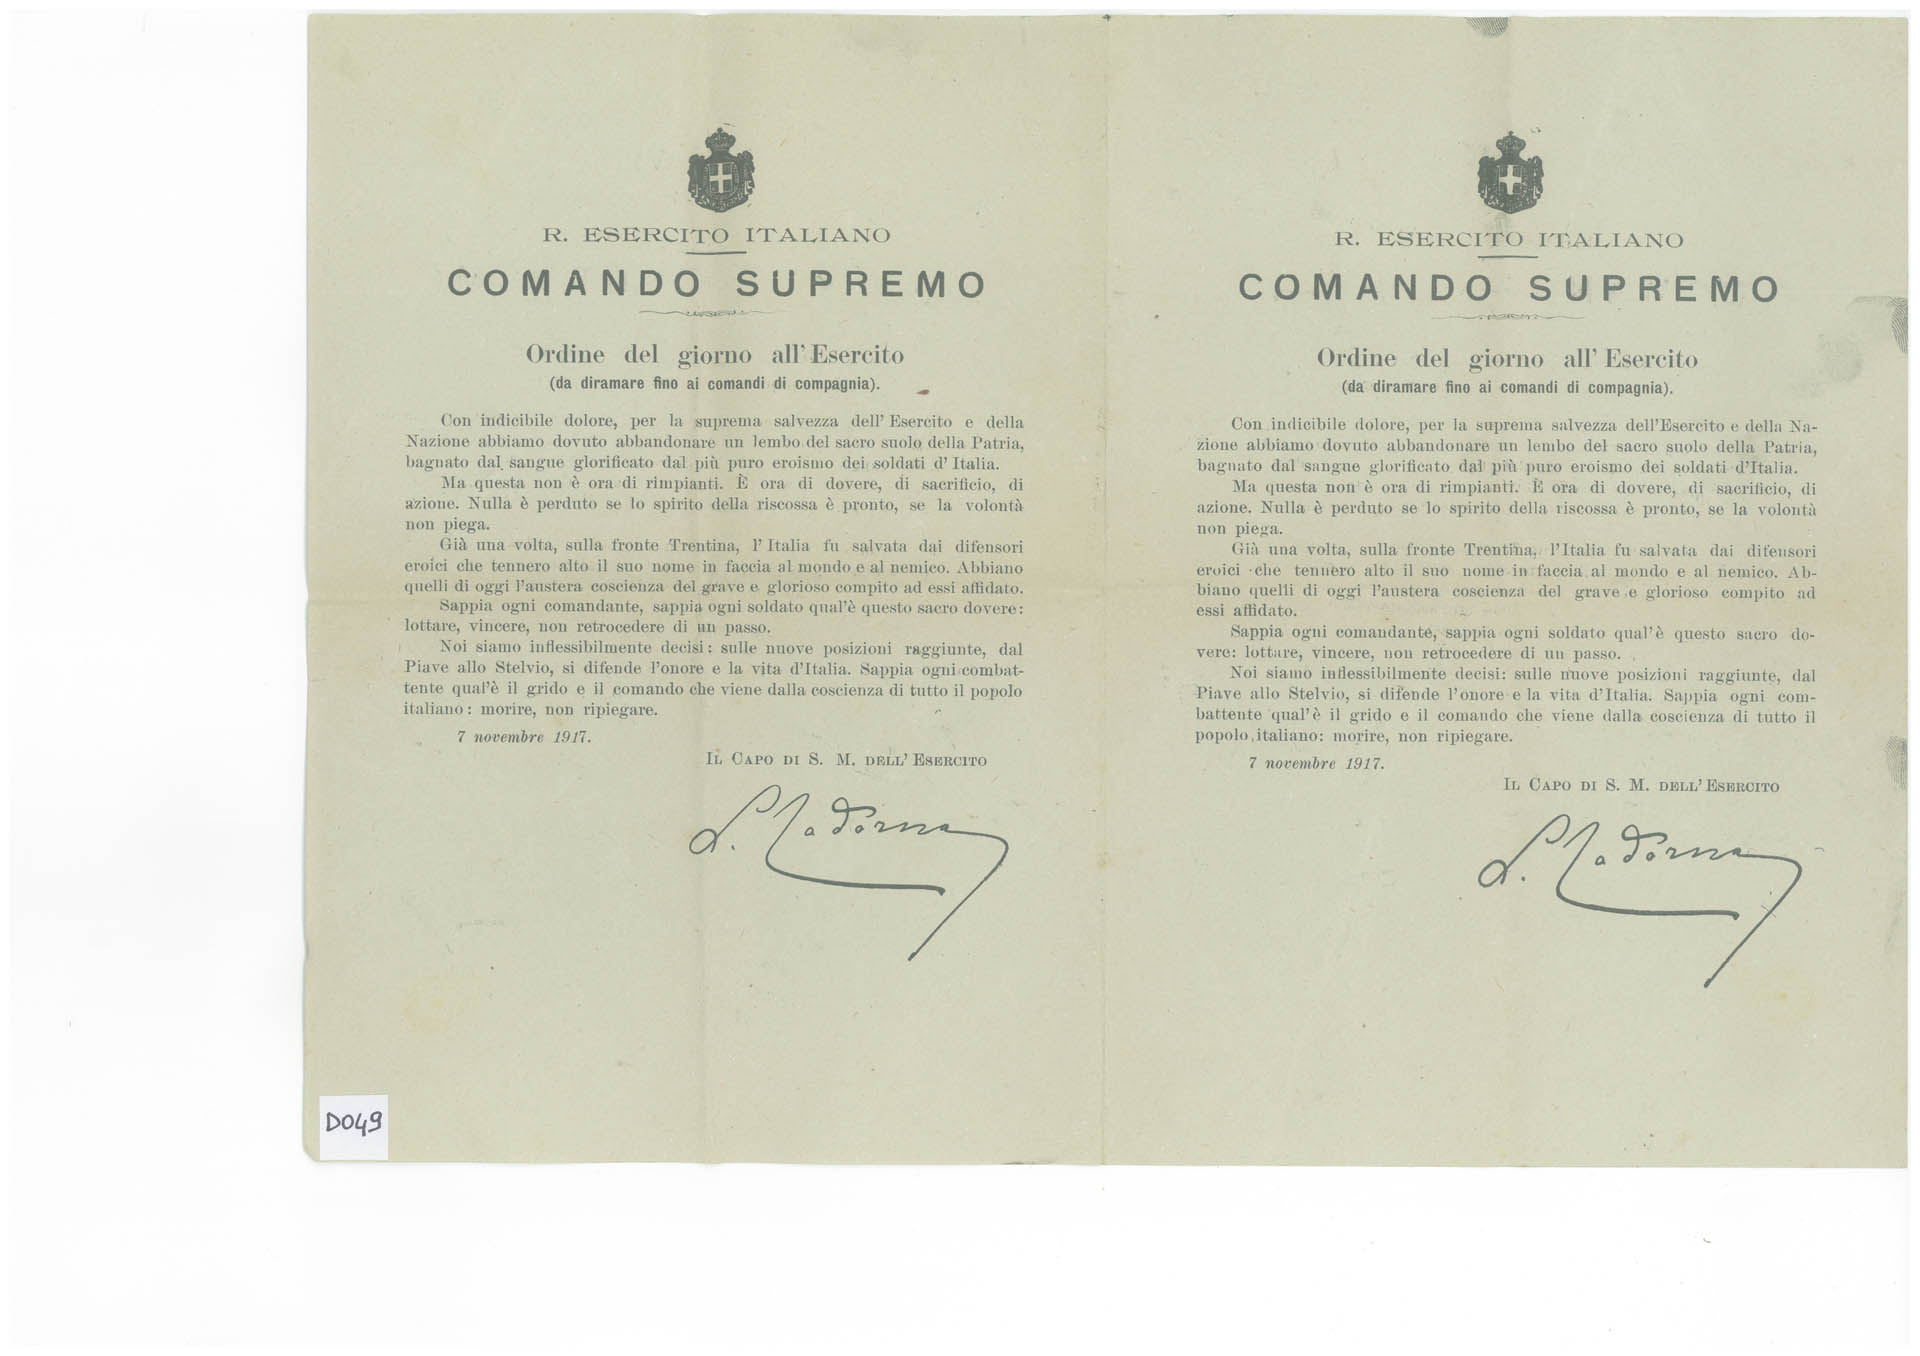 R. ESERCITO ITALIANO
COMANDO SUPREMO
Ordine del giorno all' Esercito
(da diramare fino ai comandi di compagnia).
Con indicibile dolore, per la suprema salvezza dell' Esercito e della
Nazione abbiamo dovuto abbandonare un lembo del sacro suolo della Patria,
bagnato dal sangue glorificato dal più puro eroismo dei soldati d' Italia.
Ma questa non è ora di rimpianti. È ora di dovere, di sacrificio, di
azione. Nulla è perduto se lo spirito della riscossa è pronto, se la volontà
non piega.
Già una volta, sulla fronte Trentina, l' Italia fu salvata dai difensori
eroici che tennero alto il suo nome in faccia al mondo e al nemico. Abbiano
quelli di oggi l'austera coscienza del grave e glorioso compito ad essi affidato.
Sappia ogni comandante, sappia ogni soldato qual'è questo sacro dovere:
lottare, vincere, non retrocedere di un passo.
Noi siamo inflessibilmente decisi: sulle nuove posizioni raggiunte, dal
Piave allo Stelvio, si difende l'onore e la vita d'Italia. Sappia ogni combat-
tente qual'è il grido e il comando che viene dalla coscienza di tutto il popolo
italiano: morire, non ripiegare.
7 novembre 1917.
IL CAPO DI S. M. DELL' ESERCITO
L. Cadorna
D049
R. ESERCITO ITALIANO
COMANDO SUPREMO
Ordine del giorno all' Esercito
(da diramare fino ai comandi di compagnia).
Con indicibile dolore, per la suprema salvezza dell'Esercito e della Na-
zione abbiamo dovuto abbandonare un lembo del sacro suolo della Patria,
bagnato dal sangue glorificato dal più puro eroismo dei soldati d'Italia.
Ma questa non è ora di rimpianti. È ora di dovere, di sacrificio, di
azione. Nulla è perduto se lo spirito della riscossa è pronto, se la volontà
non piega.
Già una volta, sulla fronte Trentina, l'Italia fu salvata dai difensori
eroici che tennero alto il suo nome in faccia al mondo e al nemico. Ab-
biano quelli di oggi l'austera coscienza del grave e glorioso compito ad
essi affidato.
Sappia ogni comandante, sappia ogni soldato qual'è questo sacro do-
vere: lottare, vincere, non retrocedere di un passo.
Noi siamo inflessibilmente decisi: sulle nuove posizioni raggiunte, dal
Piave allo Stelvio, si difende l'onore e la vita d'Italia. Sappia ogni com-
battente qual'è il grido e il comando che viene dalla coscienza di tutto il
popolo italiano: morire, non ripiegare.
7 novembre 1917.
IL CAPO DI S. M. DELL' ESERCITO
L. Cadorna